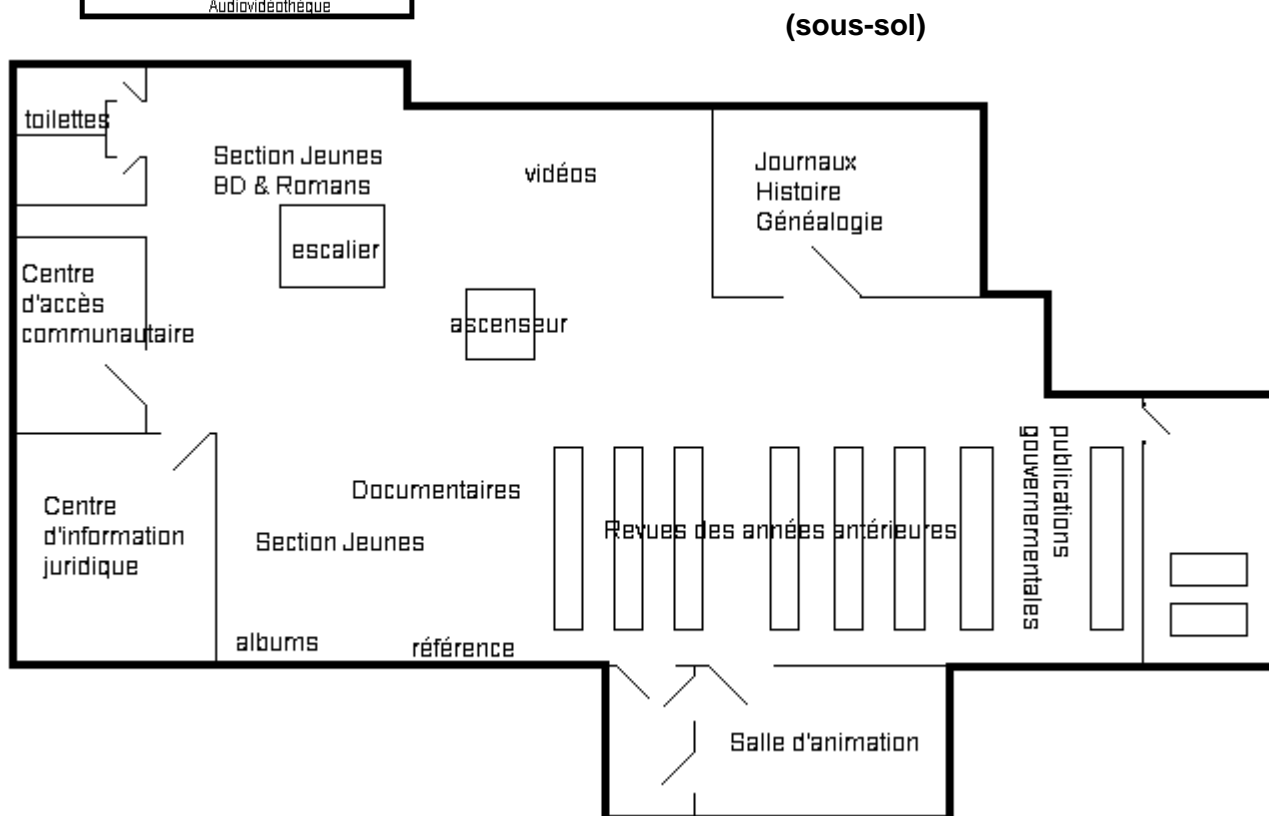 Audiovidéothèque
(sous-sol)
toilettes
Section Jeunes
BD & Romans
vidéos
Journaux
Histoire
Généalogie
escalier
Centre
d'accès
communautaire
ascenseur
publications
gouvernementales
Documentaires
Centre
d'information
juridique
Section Jeunes
Revues des années antérieures
albums
référence
Salle d'animation